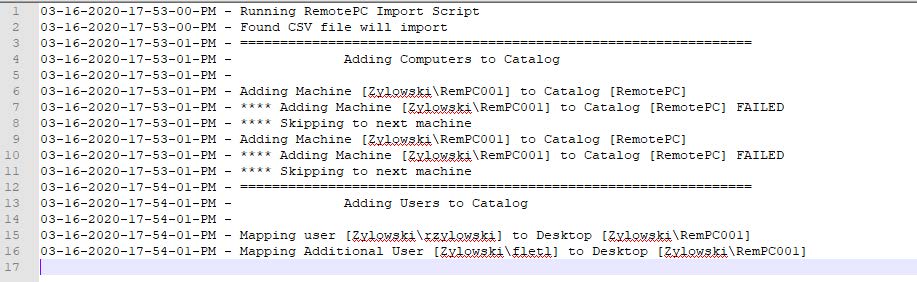 1 03-16-2020-17-53-00-PM - Running RemotePC Import Script
2 03-16-2020-17-53-00-PM - Found CSV file will import
3 03-16-2020-17-53-01-PM - ================================================================
4 03-16-2020-17-53-01-PM -              Adding Computers to Catalog
5 03-16-2020-17-53-01-PM -
6 03-16-2020-17-53-01-PM - Adding Machine [Zylowski\RemPC001] to Catalog [RemotePC]
7 03-16-2020-17-53-01-PM - **** Adding Machine [Zylowski\RemPC001] to Catalog [RemotePC] FAILED
8 03-16-2020-17-53-01-PM - **** Skipping to next machine
9 03-16-2020-17-53-01-PM - Adding Machine [Zylowski\RemPC001] to Catalog [RemotePC]
10 03-16-2020-17-53-01-PM - **** Adding Machine [Zylowski\RemPC001] to Catalog [RemotePC] FAILED
11 03-16-2020-17-53-01-PM - **** Skipping to next machine
12 03-16-2020-17-54-01-PM - ================================================================
13 03-16-2020-17-54-01-PM -              Adding Users to Catalog
14 03-16-2020-17-54-01-PM -
15 03-16-2020-17-54-01-PM - Mapping user [Zylowski\rzylowski] to Desktop [Zylowski\RemPC001]
16 03-16-2020-17-54-01-PM - Mapping Additional User [Zylowski\flet1] to Desktop [Zylowski\RemPC001]
17